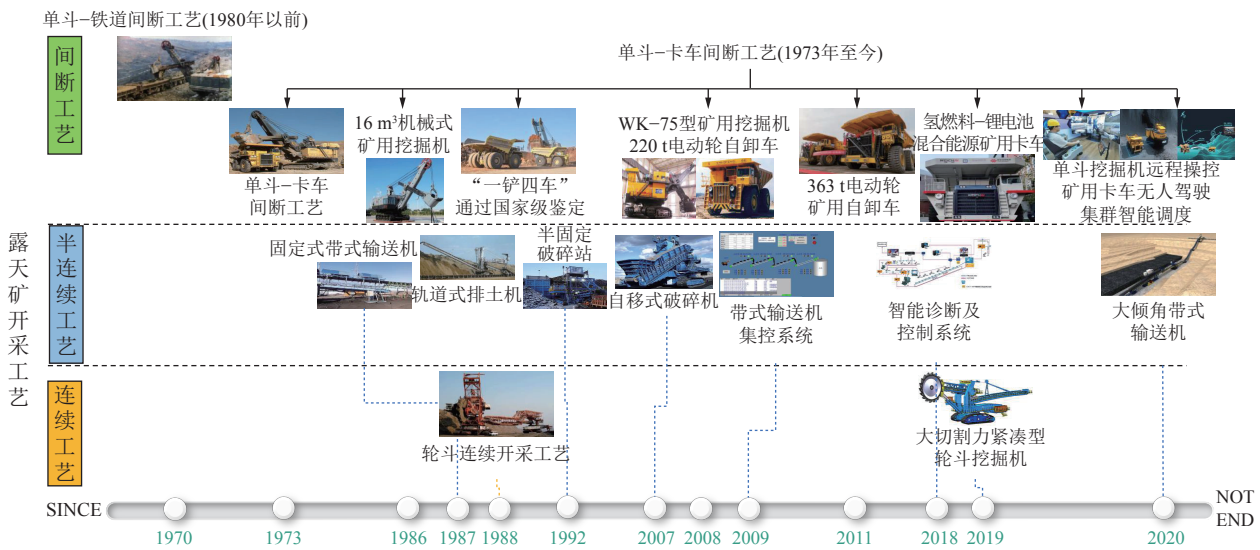 单斗−铁道间断工艺(1980年以前)
间断工艺
单斗−卡车间断工艺(1973年至今)
单斗−卡车
间断工艺
16 m³机械式
矿用挖掘机
“一铲四车”
通过国家级鉴定
WK−75型矿用挖掘机
220 t电动轮自卸车
363 t电动轮
矿用自卸车
氢燃料−锂电池
混合能源矿用卡车
单斗挖掘机远程操控
矿用卡车无人驾驶
集群智能调度
露天矿开采工艺
半连续工艺
固定式带式输送机
轨道式排土机
半固定
破碎站
自移式破碎机
带式输送机
集控系统
智能诊断及
控制系统
大倾角带式
输送机
连续工艺
轮斗连续开采工艺
大切割力紧凑型
轮斗挖掘机
SINCE
NOT
END
1970
1973
1986
1987
1988
1992
2007
2008
2009
2011
2018
2019
2020